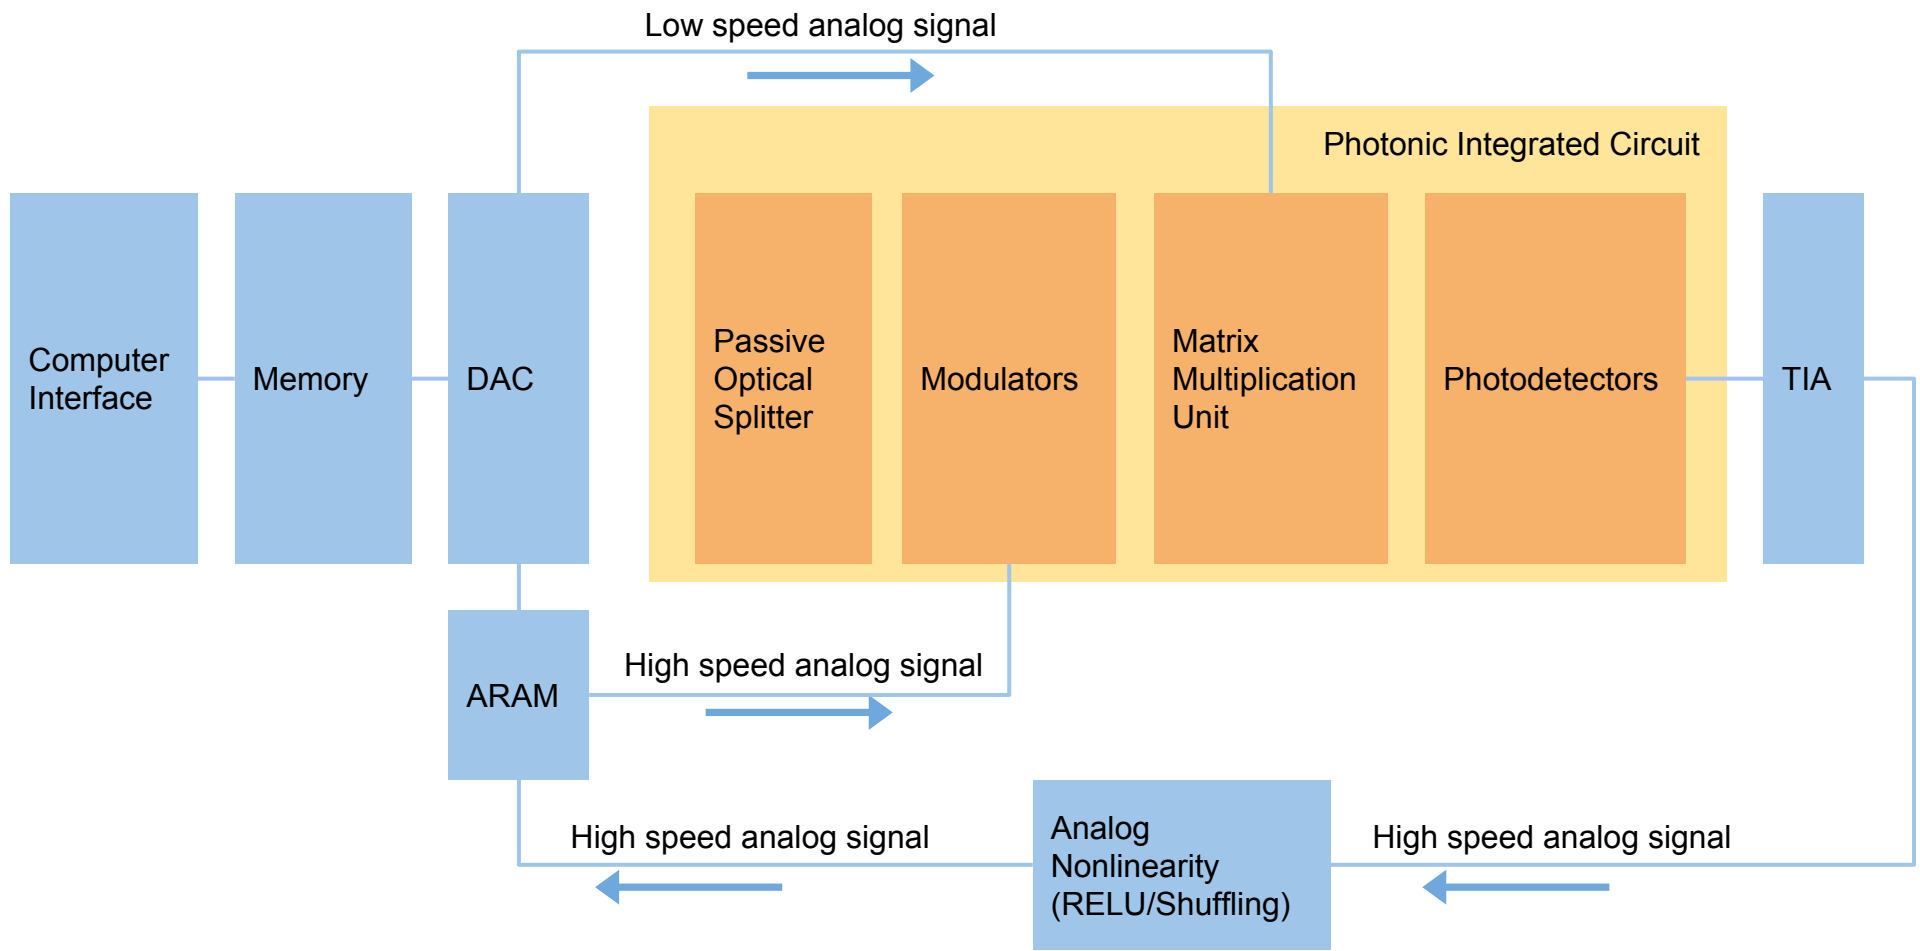 Low speed analog signal
Photonic Integrated Circuit
Computer
Interface
Memory
DAC
Passive
Optical
Splitter
Modulators
Matrix
Multiplication
Unit
Photodetectors
TIA
ARAM
High speed analog signal
High speed analog signal
Analog
Nonlinearity
(RELU/Shuffling)
High speed analog signal